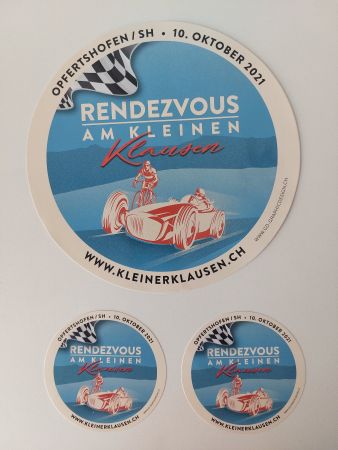 OPFERTSHOFEN/SH • 10. OKTOBER 2021
RENDEZVOUS
AM KLEINEN
Klausen
WWW.KLEINERKLAUSEN.CH
OPFERTSHOFEN/SH • 10. OKTOBER 2021
RENDEZVOUS
AM KLEINEN
Klausen
WWW.KLEINERKLAUSEN.CH
OPFERTSHOFEN/SH • 10. OKTOBER 2021
RENDEZVOUS
AM KLEINEN
Klausen
WWW.KLEINERKLAUSEN.CH